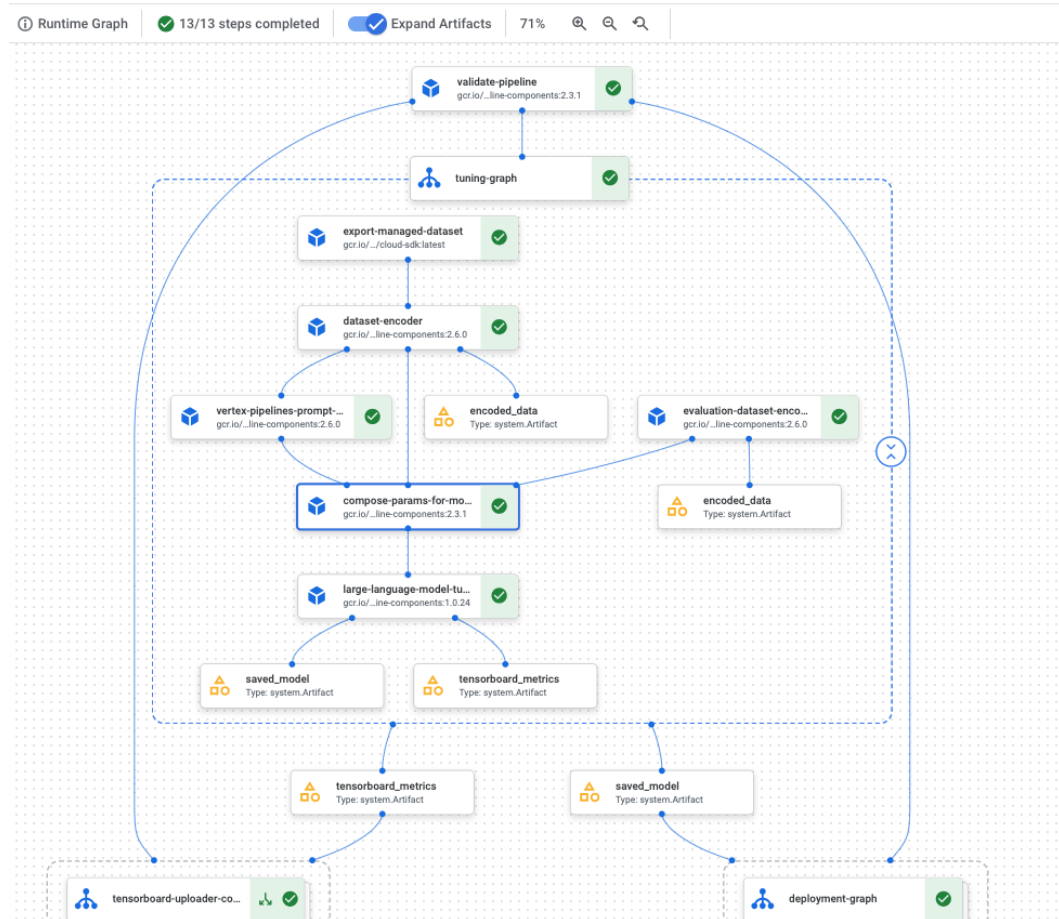 Runtime Graph
13/13 steps completed
Expand Artifacts
71%
validate-pipeline
gcr.io/...line-components:2.3.1
tuning-graph
export-managed-dataset
gcr.io/.../cloud-sdk:latest
dataset-encoder
gcr.io/...line-components:2.6.0
vertex-pipelines-prompt-...
gcr.io/...line-components:2.6.0
encoded_data
Type: system.Artifact
evaluation-dataset-enco...
gcr.io/...line-components:2.6.0
compose-params-for-mo...
gcr.io/...line-components:2.3.1
encoded_data
Type: system.Artifact
large-language-model-tu...
gcr.io/...ine-components:1.0.24
saved_model
Type: system.Artifact
tensorboard_metrics
Type: system.Artifact
tensorboard_metrics
Type: system.Artifact
saved_model
Type: system.Artifact
tensorboard-uploader-co...
deployment-graph